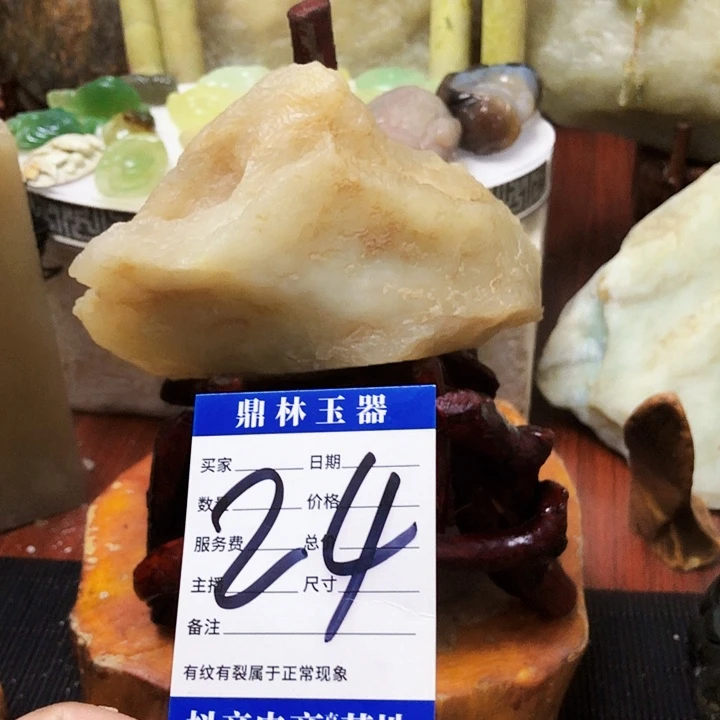 鼎林玉器
买家 日期
数量 价格
服务费 总价
主播 尺寸
24
备注
有纹有裂属于正常现象